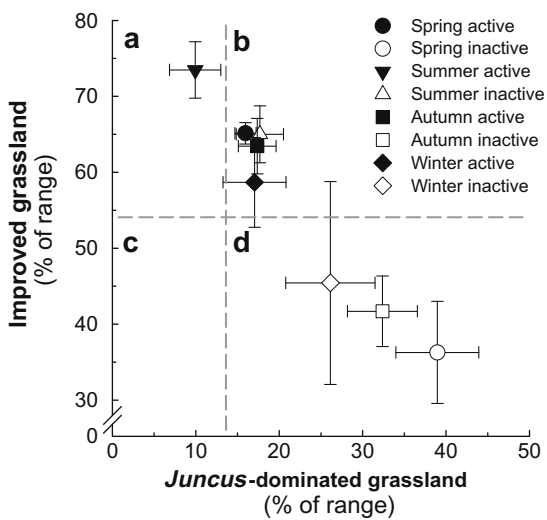 80
70
60
50
40
30
0
Improved grassland
(% of range)
a
b
c
d
Spring active
Spring inactive
Summer active
Summer inactive
Autumn active
Autumn inactive
Winter active
Winter inactive
0 10 20 30 40 50
Juncus-dominated grassland
(% of range)